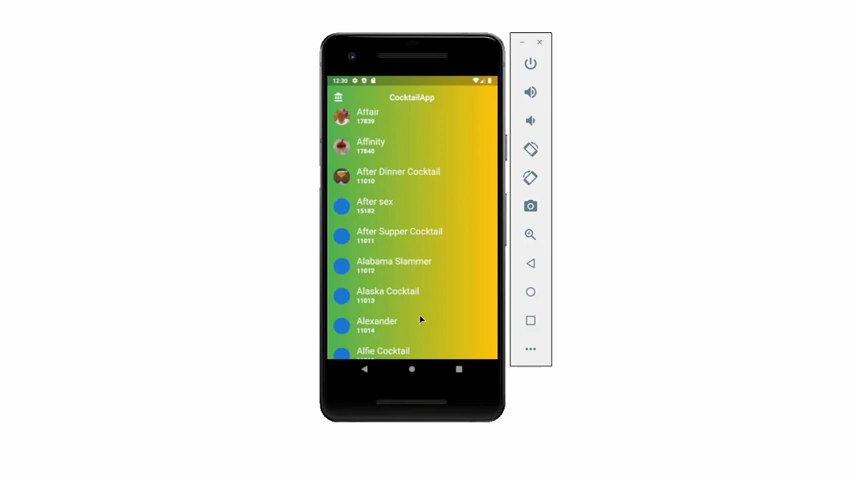 12:30
CocktailApp
Affair
17839
Affinity
17840
After Dinner Cocktail
11010
After sex
15182
After Supper Cocktail
11011
Alabama Slammer
11012
Alaska Cocktail
11013
Alexander
11014
Alfie Cocktail